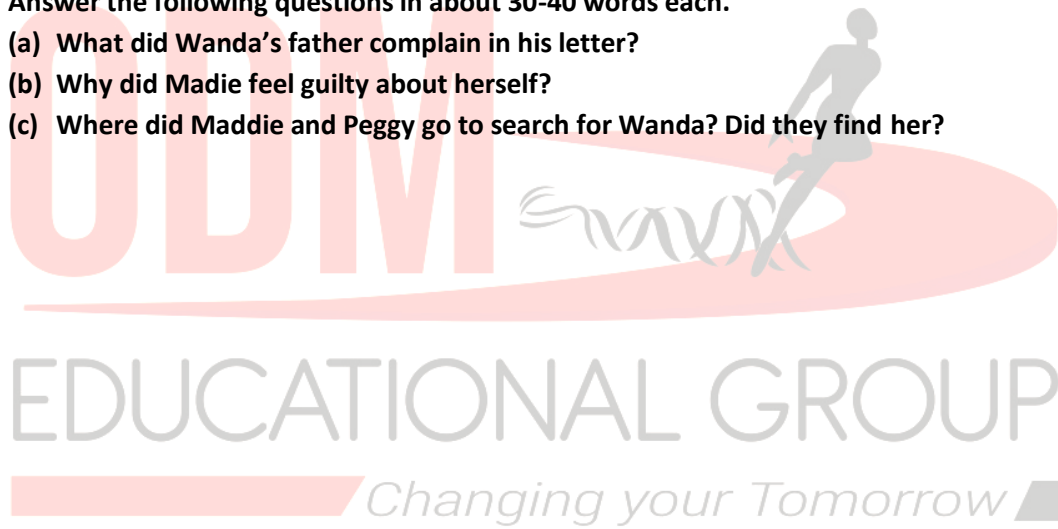 Answer the following questions in about 30-40 words each.
(a) What did Wanda’s father complain in his letter?
(b) Why did Madie feel guilty about herself?
(c) Where did Maddie and Peggy go to search for Wanda? Did they find her?
ODM
EDUCATIONAL GROUP
Changing your Tomorrow